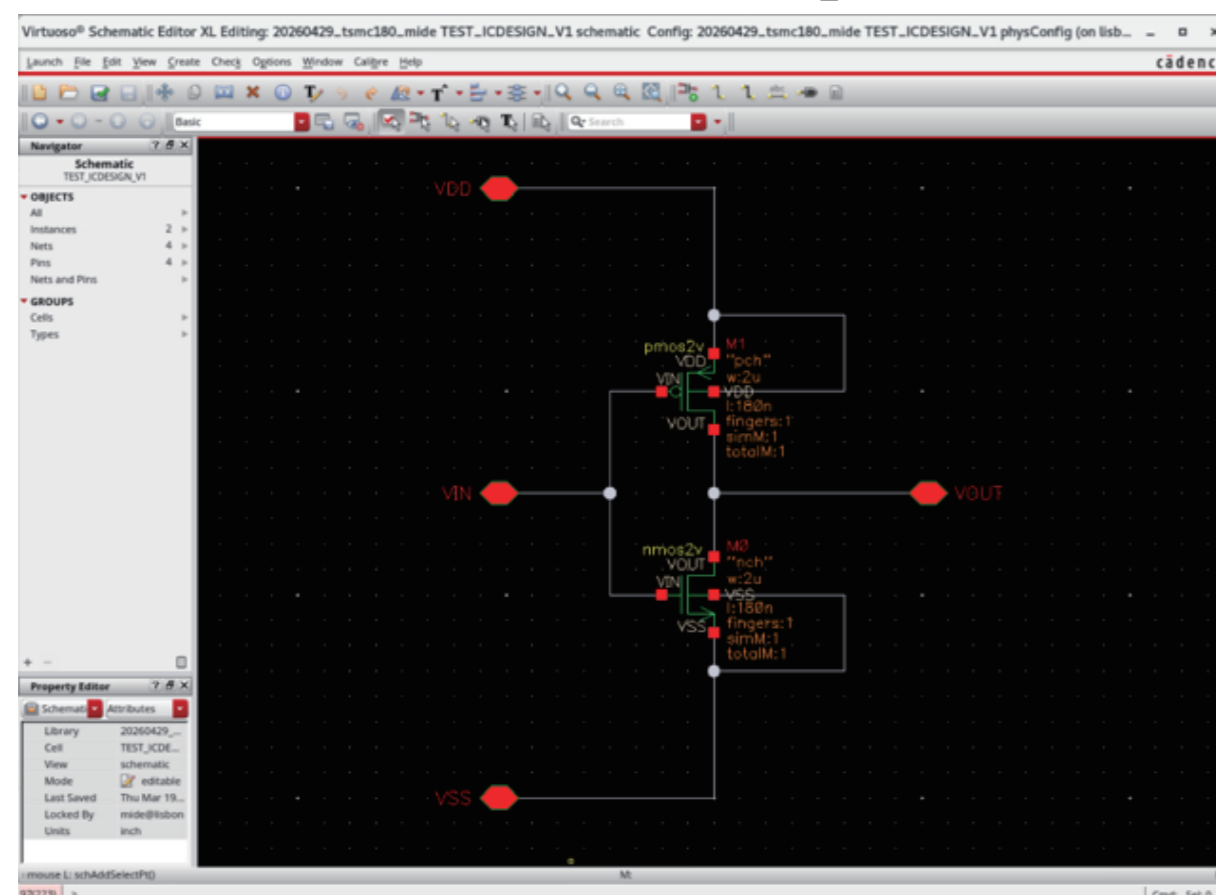 Virtuoso® Schematic Editor XL Editing: 20260429_tsmc180_mide TEST_ICDESIGN_V1 schematic Config: 20260429_tsmc180_mide TEST_ICDESIGN_V1 physConfig (on lisb...
Launch File Edit View Create Check Options Window Calibre Help
cādenc
Basic
Search
Navigator
Schematic
TEST_ICDESIGN_V1
OBJECTS
All
Instances 2
Nets 4
Pins 4
Nets and Pins
GROUPS
Cells
Types
VDD
pmos2v M1
VDD "pch"
VIN w:2u
VDD
l:180n
VOUT fingers:1
simM:1
totalM:1
VIN
VOUT
nmos2v M0
VOUT "nch"
VIN w:2u
VSS
l:180n
VSS fingers:1
simM:1
totalM:1
VSS
Property Editor
Schemati Attributes
Library 20260429_...
Cell TEST_ICDE...
View schematic
Mode editable
Last Saved Thu Mar 19...
Locked By mide@lisbon
Units inch
mouse L: schAddSelectPt()
M:
Cmd: Sel: 0